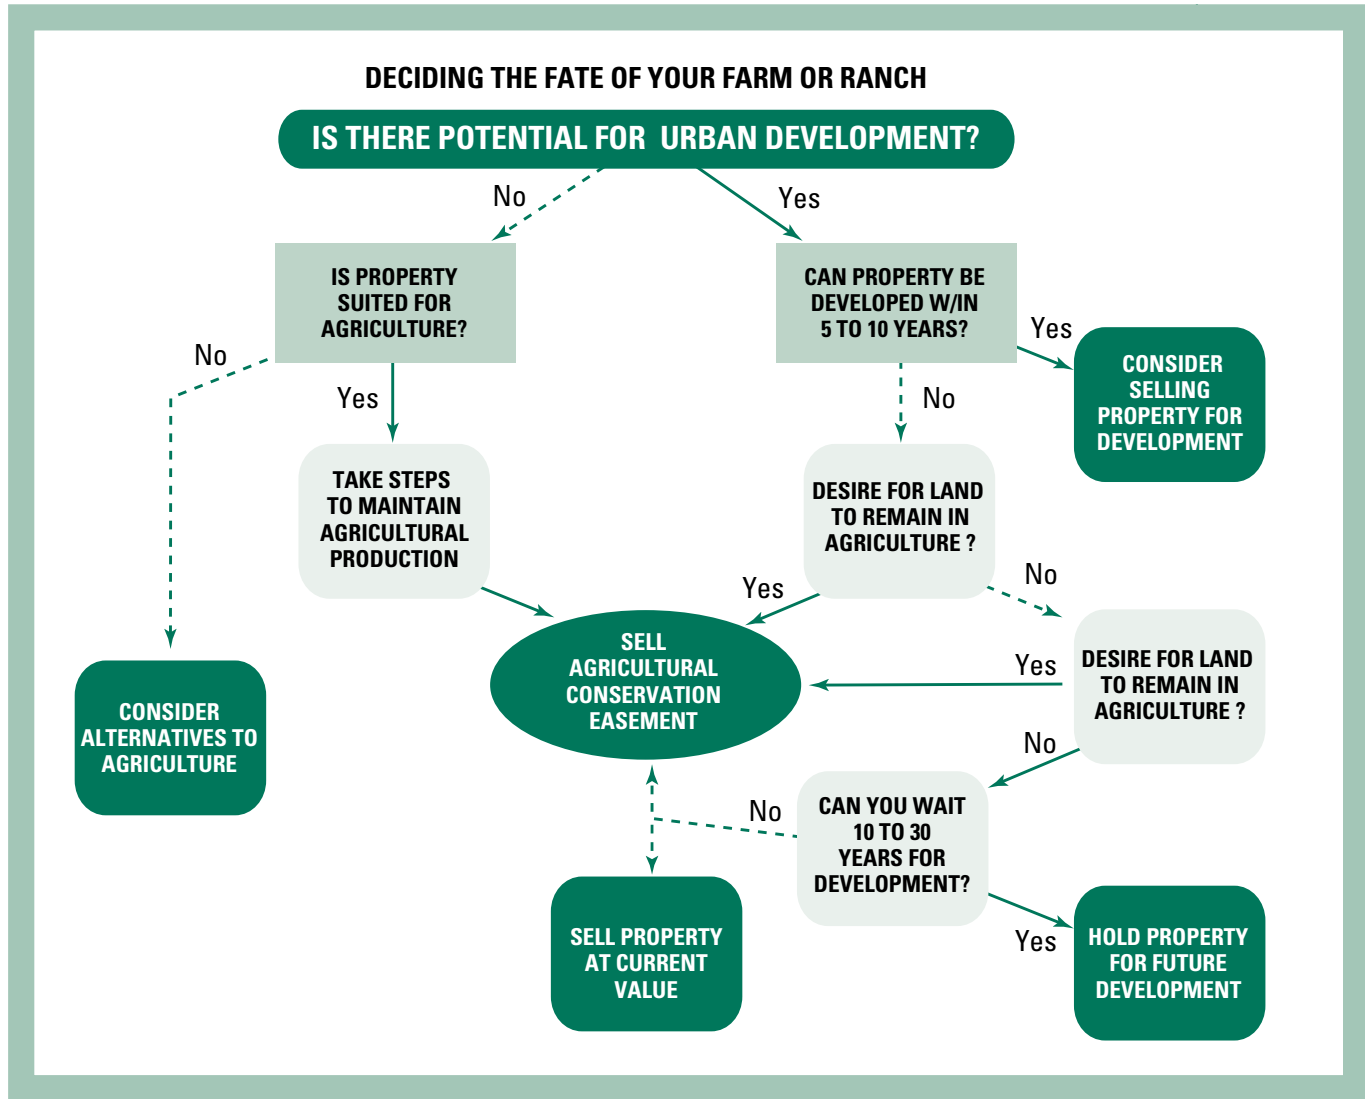 DECIDING THE FATE OF YOUR FARM OR RANCH
IS THERE POTENTIAL FOR URBAN DEVELOPMENT?
No
Yes
IS PROPERTY
SUITED FOR
AGRICULTURE?
CAN PROPERTY BE
DEVELOPED W/IN
5 TO 10 YEARS?
No
Yes
Yes
No
CONSIDER
SELLING
PROPERTY FOR
DEVELOPMENT
TAKE STEPS
TO MAINTAIN
AGRICULTURAL
PRODUCTION
DESIRE FOR LAND
TO REMAIN IN
AGRICULTURE ?
Yes
No
SELL
AGRICULTURAL
CONSERVATION
EASEMENT
Yes
DESIRE FOR LAND
TO REMAIN IN
AGRICULTURE ?
CONSIDER
ALTERNATIVES TO
AGRICULTURE
No
No
CAN YOU WAIT
10 TO 30
YEARS FOR
DEVELOPMENT?
SELL PROPERTY
AT CURRENT
VALUE
Yes
HOLD PROPERTY
FOR FUTURE
DEVELOPMENT